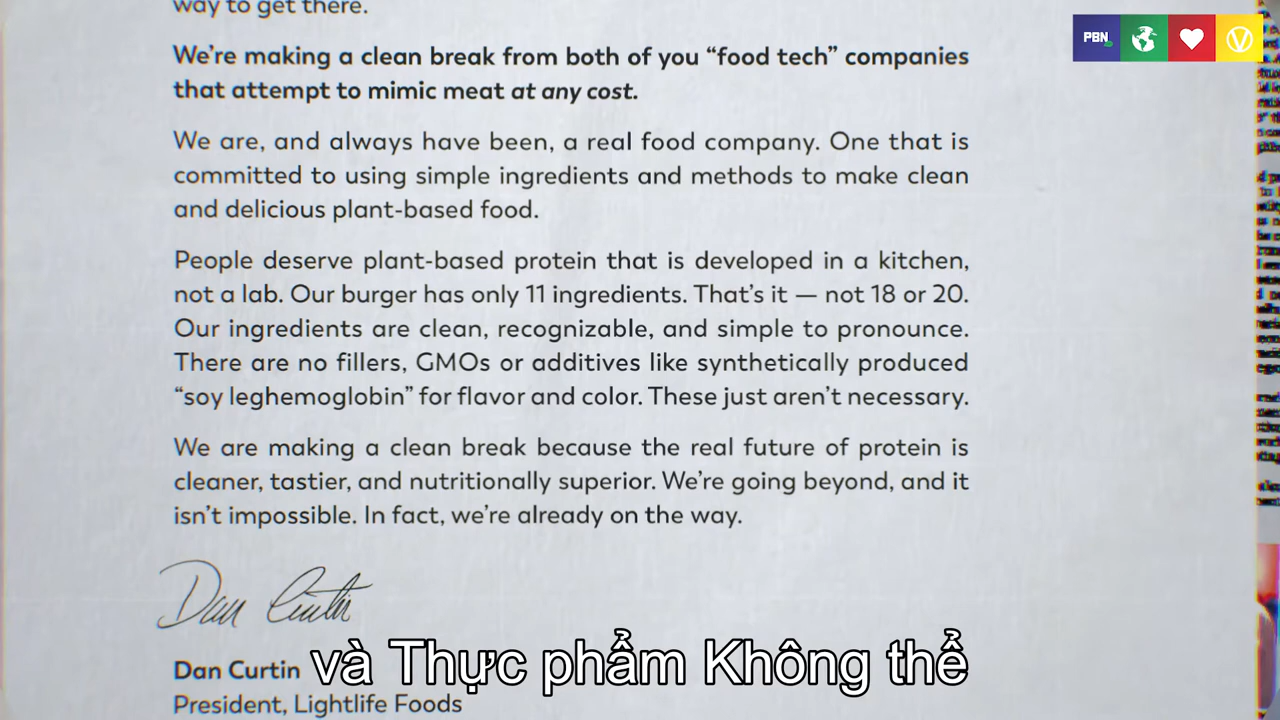 way to get there.
PBN
We're making a clean break from both of you “food tech” companies
that attempt to mimic meat at any cost.
We are, and always have been, a real food company. One that is
committed to using simple ingredients and methods to make clean
and delicious plant-based food.
People deserve plant-based protein that is developed in a kitchen,
not a lab. Our burger has only 11 ingredients. That's it — not 18 or 20.
Our ingredients are clean, recognizable, and simple to pronounce.
There are no fillers, GMOs or additives like synthetically produced
“soy leghemoglobin” for flavor and color. These just aren't necessary.
We are making a clean break because the real future of protein is
cleaner, tastier, and nutritionally superior. We're going beyond, and it
isn't impossible. In fact, we're already on the way.
Dan Curtin
Dan Curtin
và Thực phẩm Không thể
President, Lightlife Foods